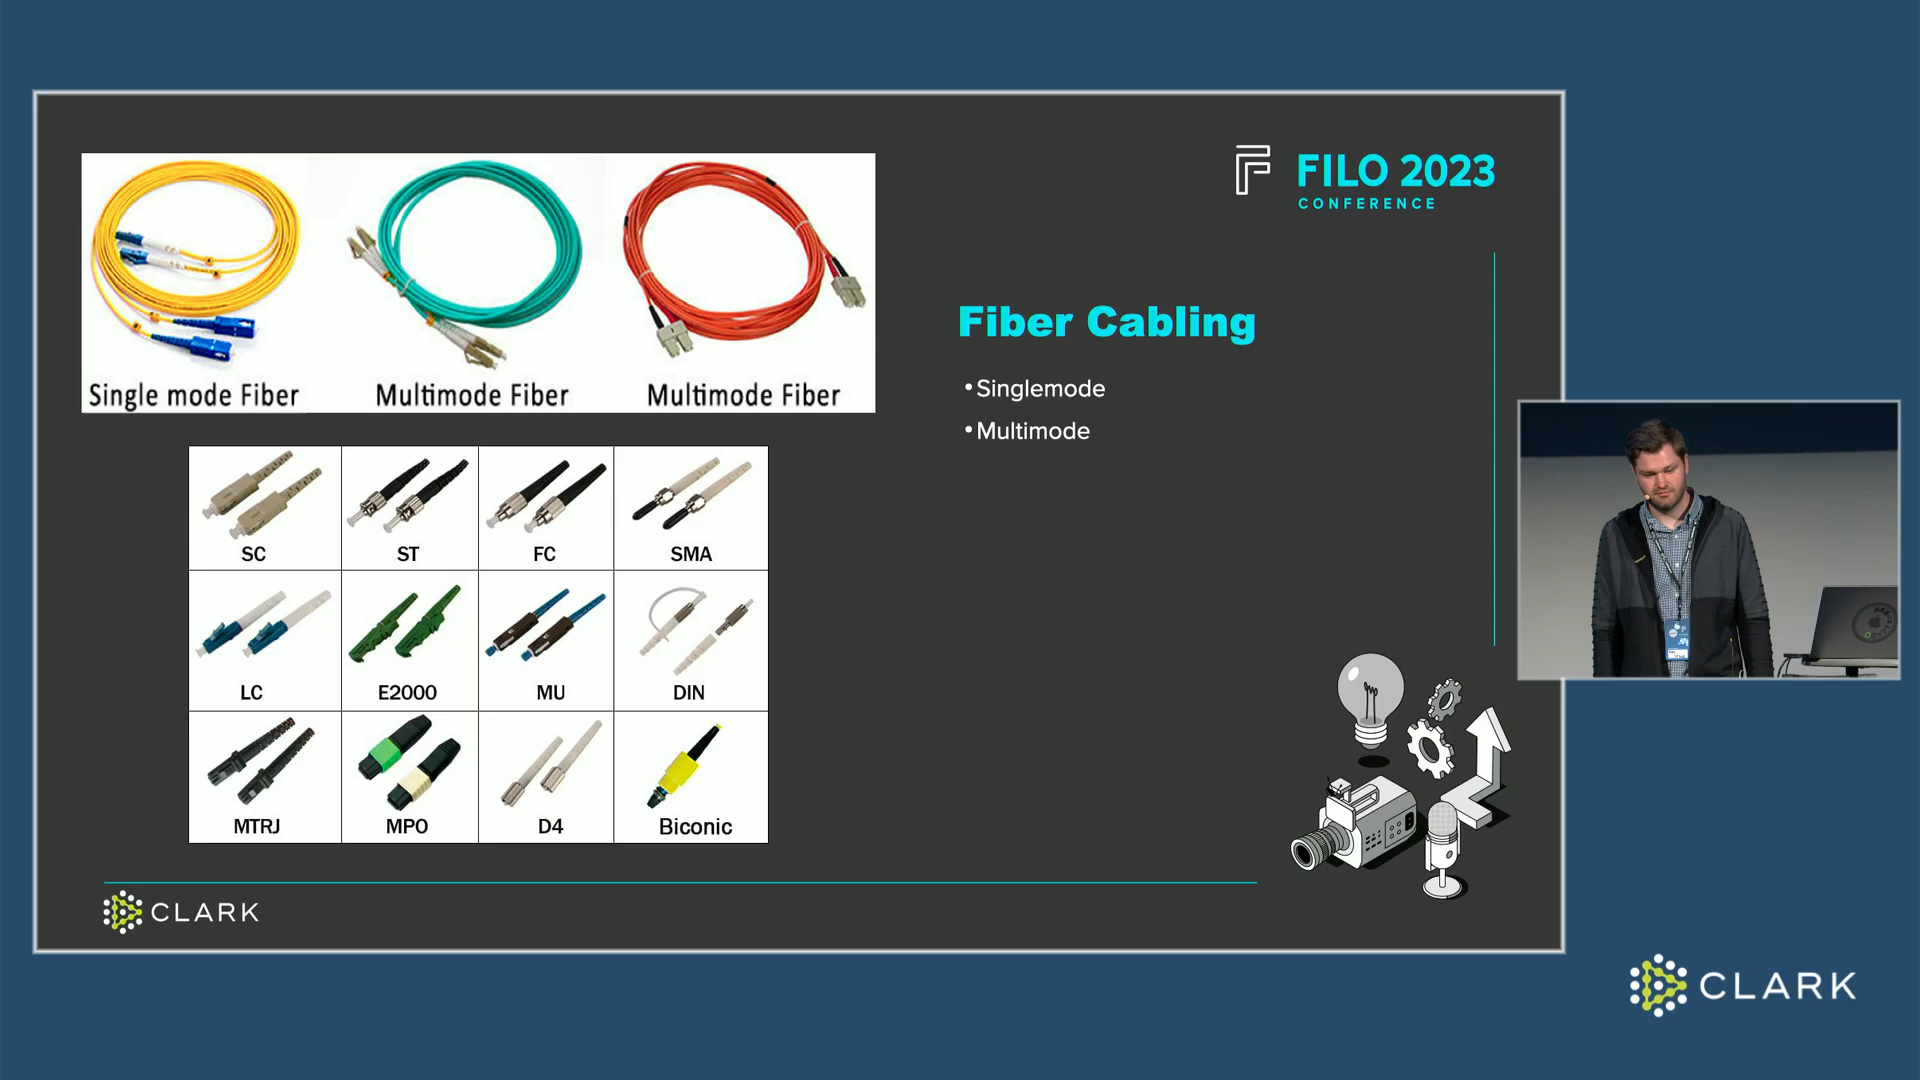 FILO 2023
CONFERENCE
Single mode Fiber
Multimode Fiber
Multimode Fiber
Fiber Cabling
•Singlemode
•Multimode
SC
ST
FC
SMA
LC
E2000
MU
DIN
MTRJ
MPO
D4
Biconic
CLARK
CLARK